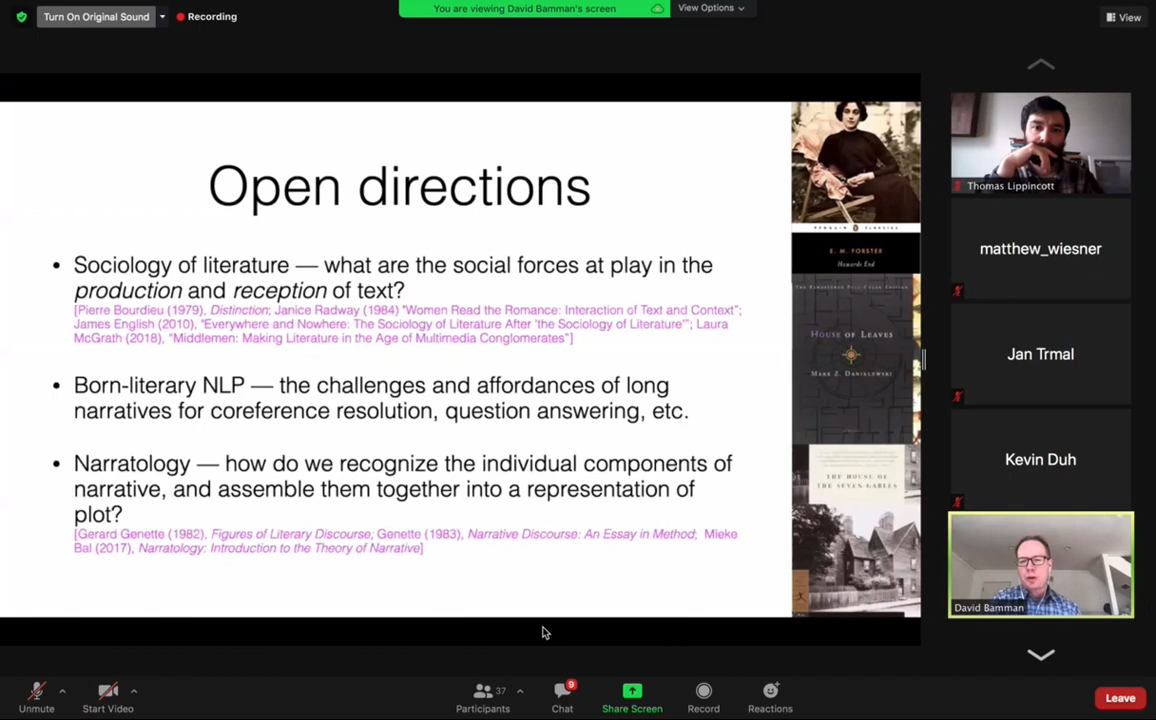 Turn On Original Sound
Recording
You are viewing David Bamman's screen
View Options
View
Open directions
• Sociology of literature — what are the social forces at play in the
production and reception of text?
[Pierre Bourdieu (1979), Distinction; Janice Radway (1984) "Women Read the Romance: Interaction of Text and Context";
James English (2010), "Everywhere and Nowhere: The Sociology of Literature After 'the Sociology of Literature'"; Laura
McGrath (2018), "Middlemen: Making Literature in the Age of Multimedia Conglomerates"]
• Born-literary NLP — the challenges and affordances of long
narratives for coreference resolution, question answering, etc.
• Narratology — how do we recognize the individual components of
narrative, and assemble them together into a representation of
plot?
[Gerard Genette (1982), Figures of Literary Discourse; Genette (1983), Narrative Discourse: An Essay in Method; Mieke
Bal (2017), Narratology: Introduction to the Theory of Narrative]
PENGUIN CLASSICS
E. M. FORSTER
Howards End
HOUSE OF LEAVES
MARK Z. DANIELEWSKI
THE HOUSE OF
THE SEVEN GABLES
Thomas Lippincott
matthew_wiesner
Jan Trmal
Kevin Duh
David Bamman
Unmute
Start Video
37
Participants
9
Chat
Share Screen
Record
Reactions
Leave